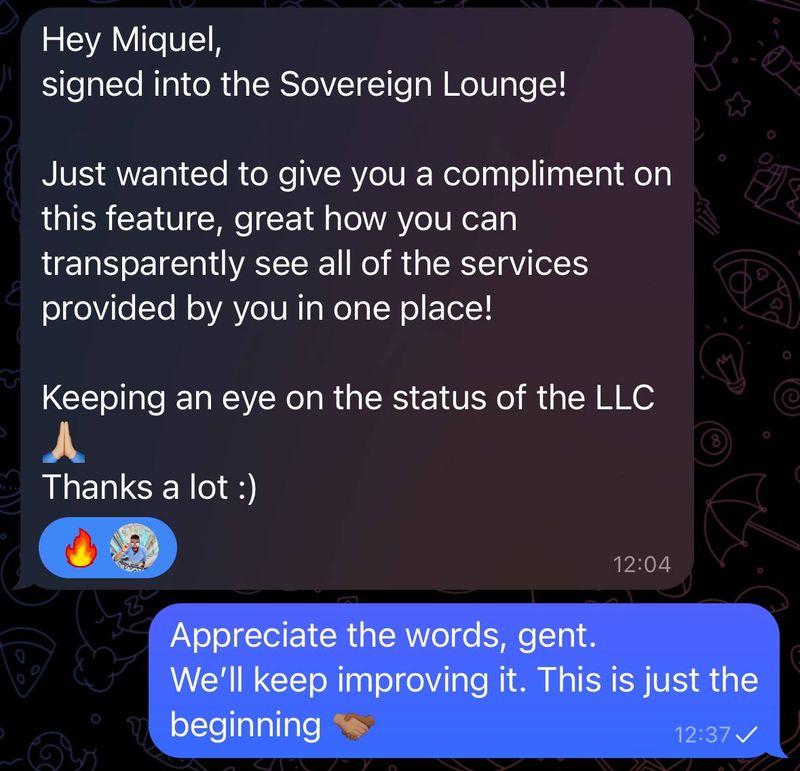 Hey Miquel,
signed into the Sovereign Lounge!
Just wanted to give you a compliment on
this feature, great how you can
transparently see all of the services
provided by you in one place!
Keeping an eye on the status of the LLC
🙏🏼
Thanks a lot :)
🔥
12:04
Appreciate the words, gent.
We’ll keep improving it. This is just the
beginning 🤝🏽
12:37